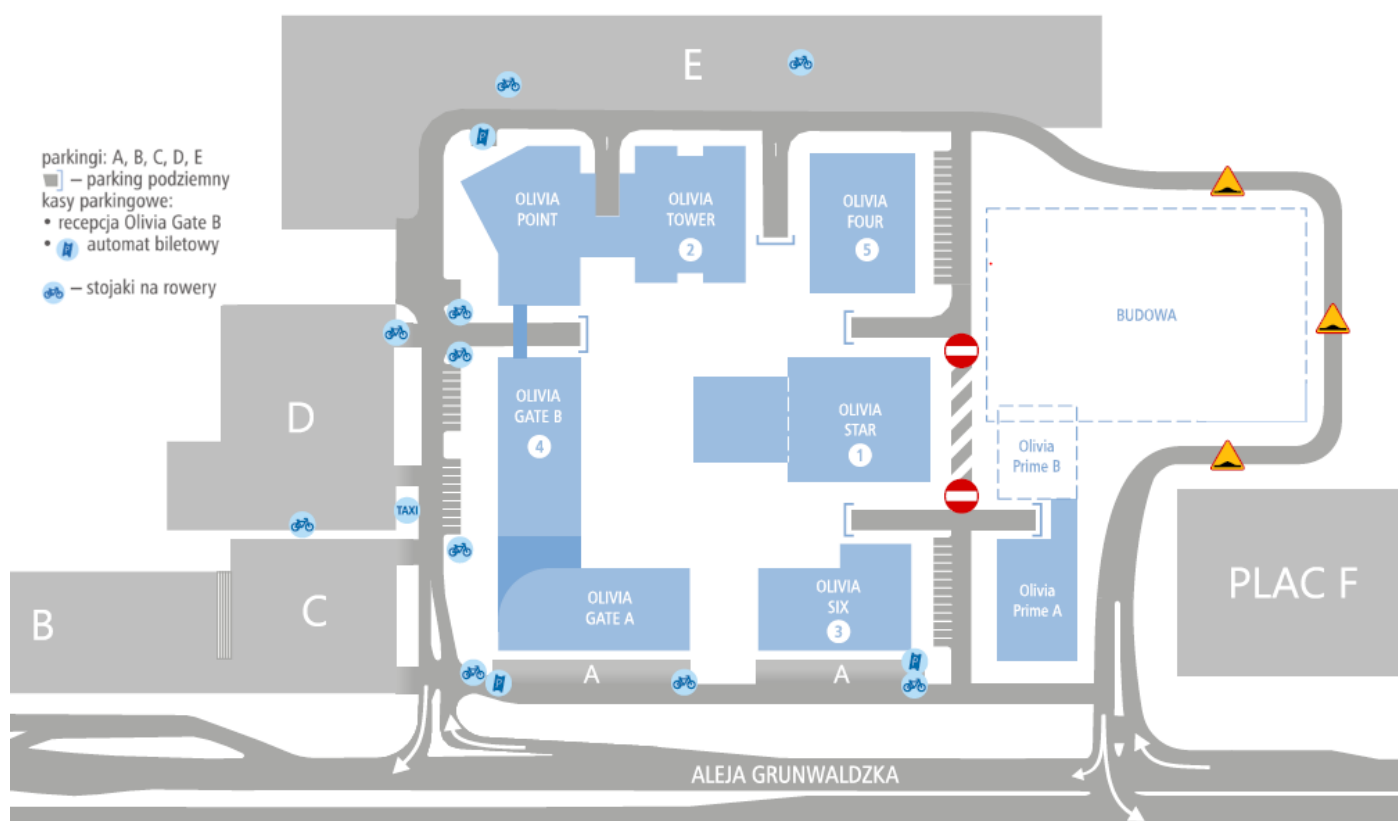 E
parkingi: A, B, C, D, E
– parking podziemny
kasy parkingowe:
• recepcja Olivia Gate B
• automat biletowy
– stojaki na rowery
P
OLIVIA
POINT
OLIVIA
TOWER
2
OLIVIA
FOUR
5
BUDOWA
D
OLIVIA
GATE B
4
OLIVIA
STAR
1
Olivia
Prime B
TAXI
B
C
OLIVIA
GATE A
OLIVIA
SIX
3
Olivia
Prime A
PLAC F
A
A
P
P
ALEJA GRUNWALDZKA